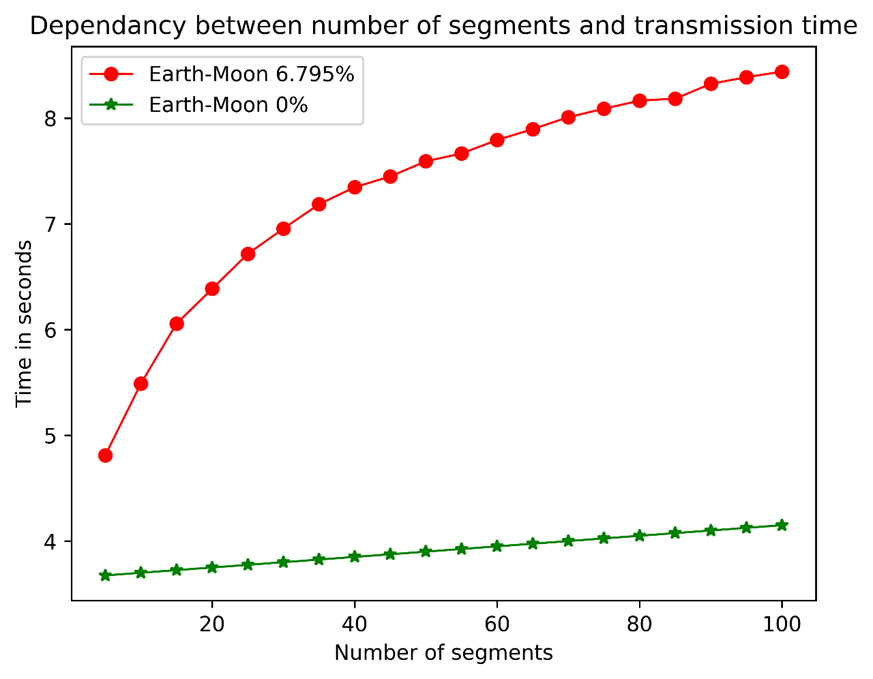 Dependancy between number of segments and transmission time
Earth-Moon 6.795%
Earth-Moon 0%
8
7
6
5
4
Time in seconds
20 40 60 80 100
Number of segments